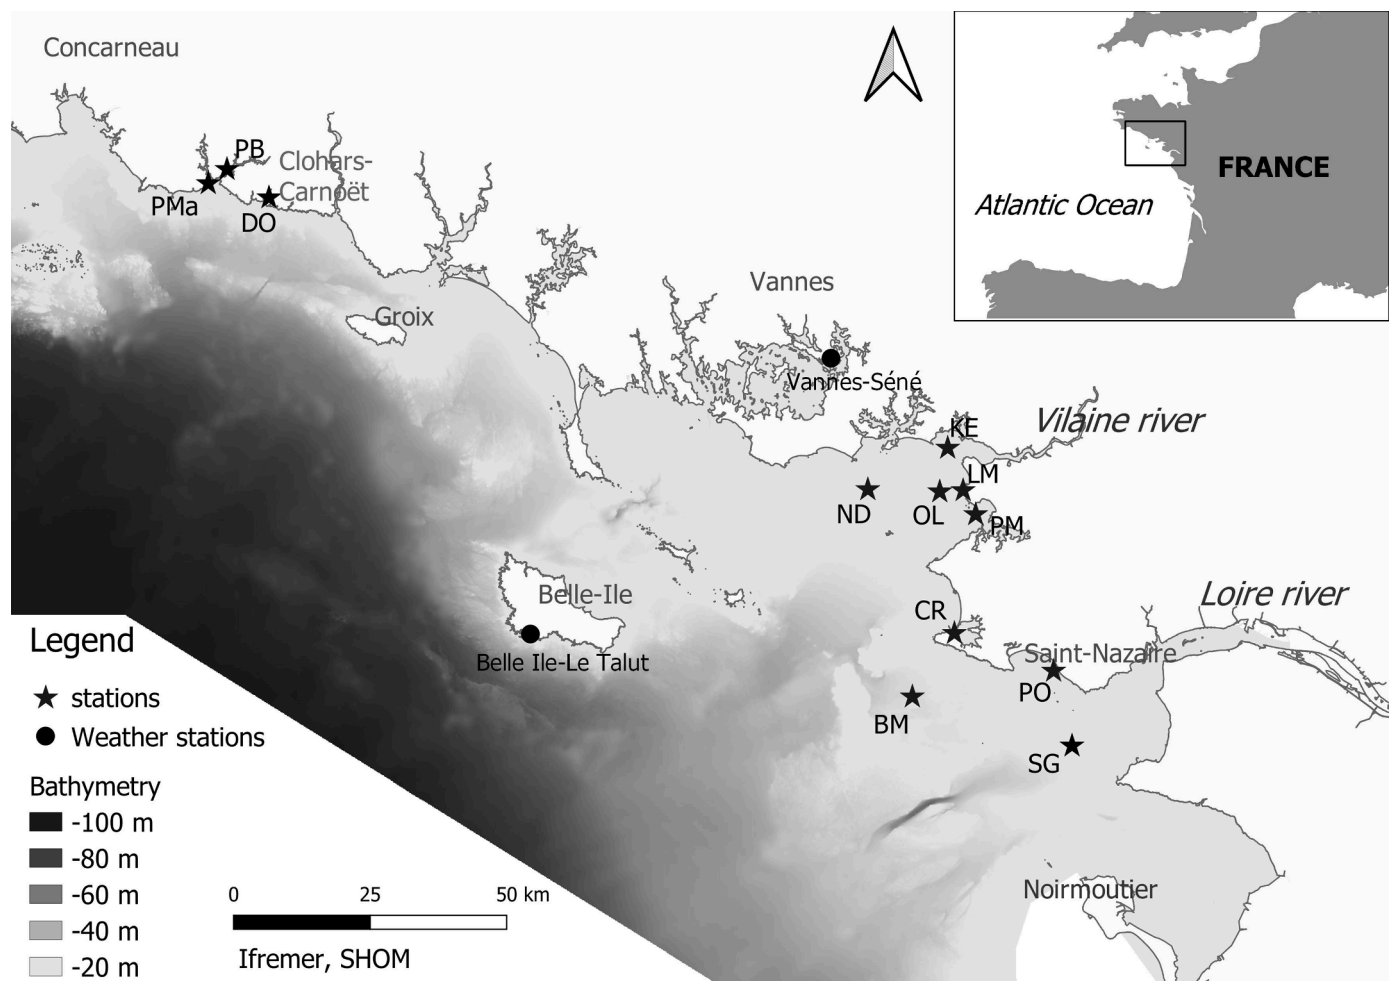 Concarneau
PB
Clohars-
Carnoët
PMa
DO
FRANCE
Atlantic Ocean
Vannes
Groix
Vannes-Séné
Vilaine river
KE
LM
ND
OL
PM
Belle-Ile
Loire river
CR
Belle Ile-Le Talut
Saint-Nazaire
PO
BM
SG
Noirmoutier
Legend
stations
Weather stations
Bathymetry
-100 m
-80 m
-60 m
-40 m
-20 m
0 25 50 km
Ifremer, SHOM